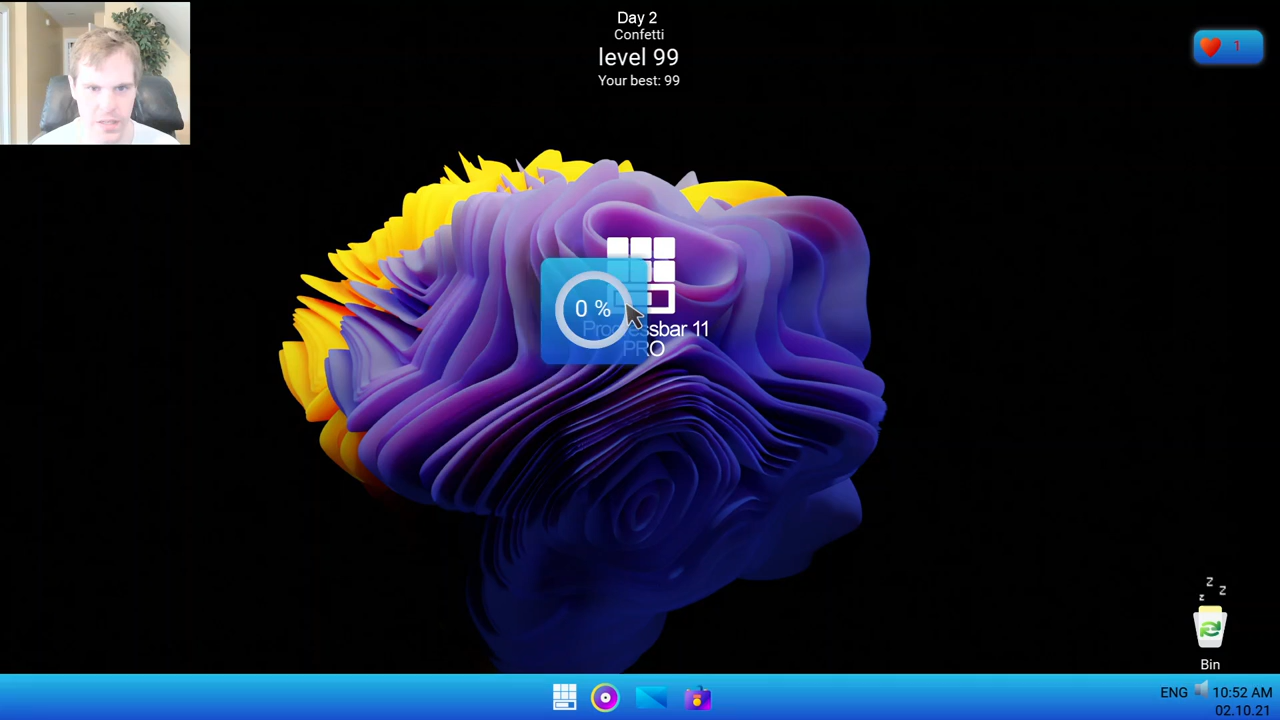 Day 2
Confetti
level 99
Your best: 99
1
0 %
Progressbar 11
PRO
z
z
z
Bin
ENG 10:52 AM
02.10.21